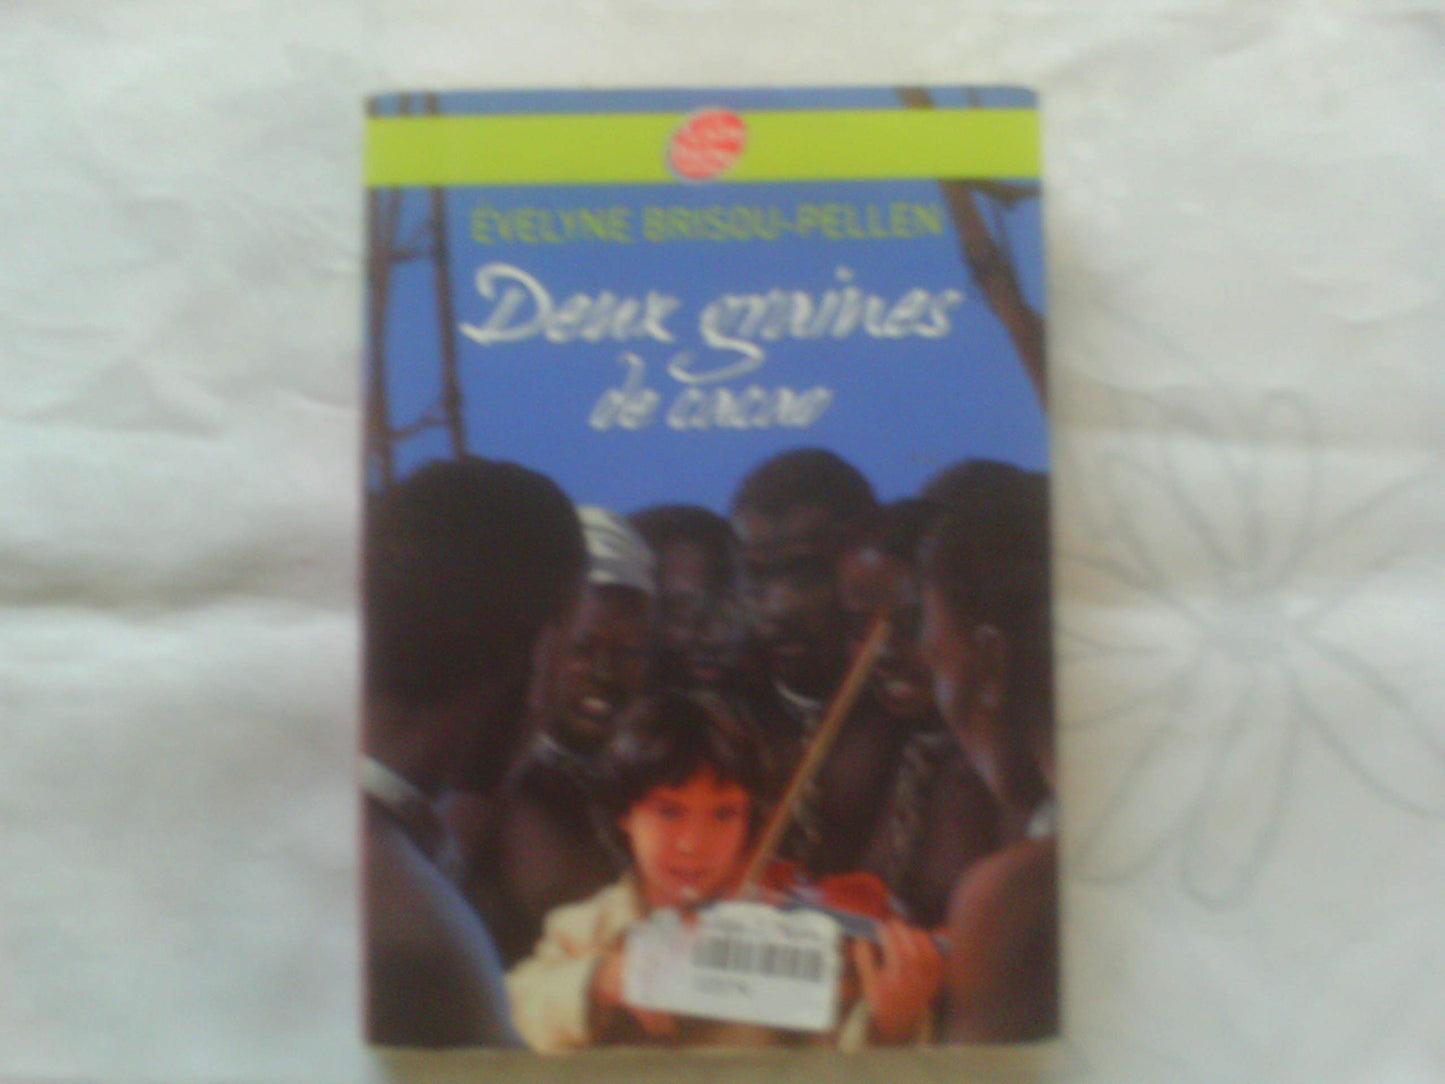 ÉVELYNE BRISOU-PELLEN
Deux graines
de cacao